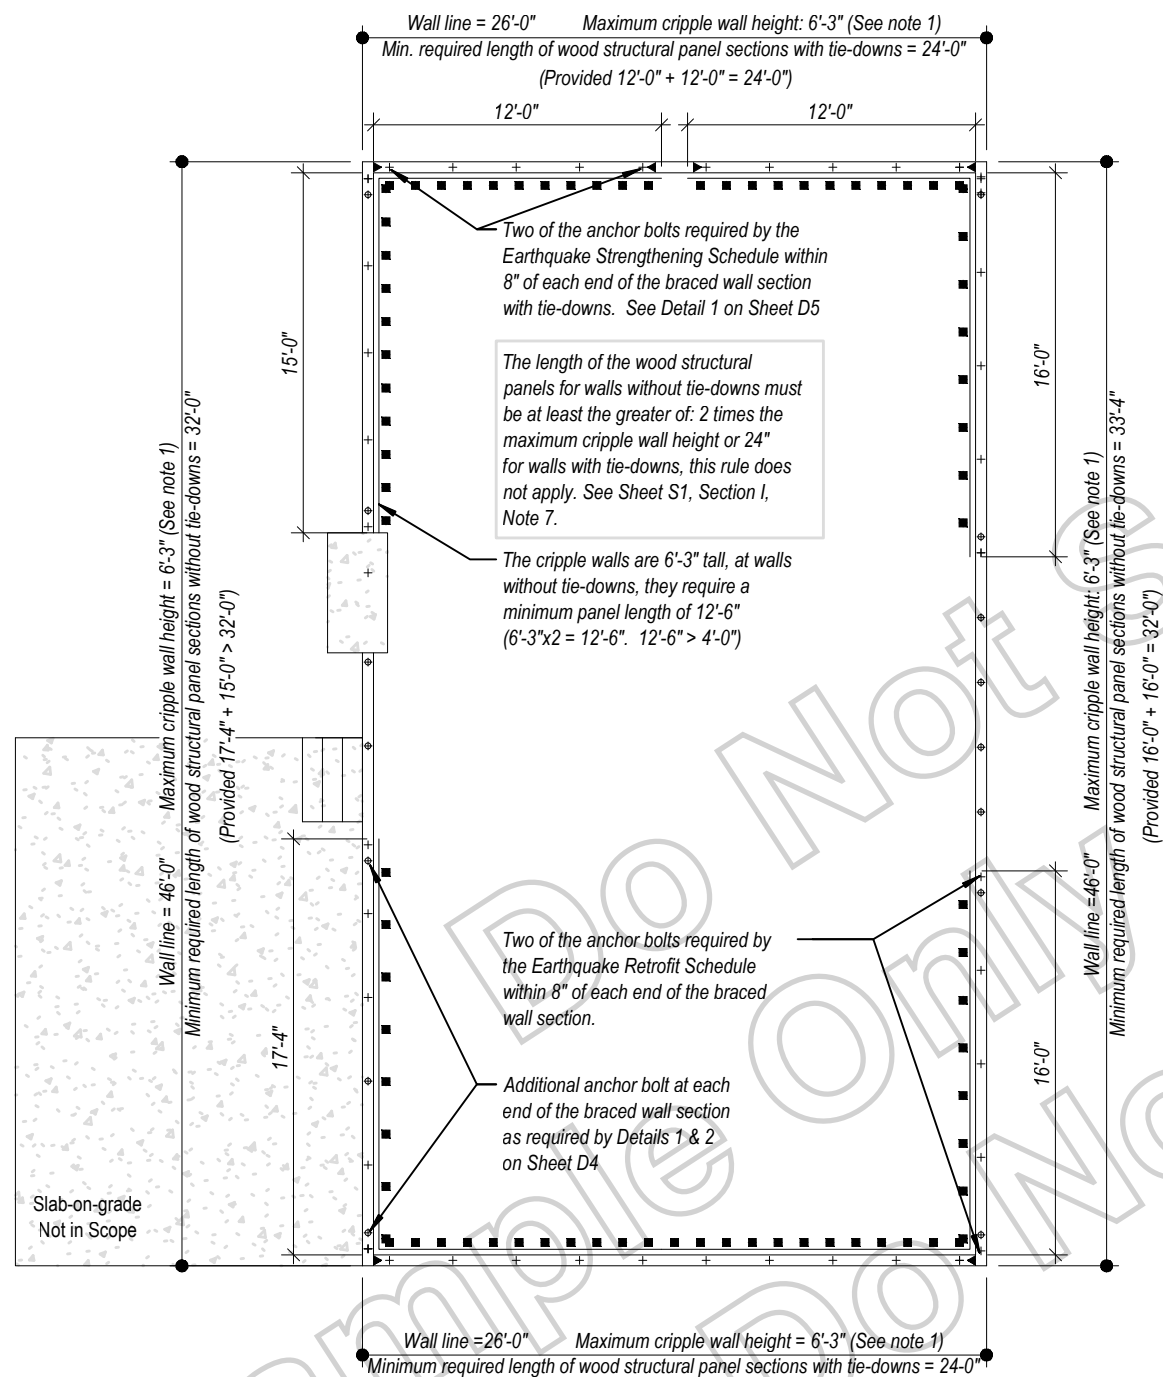 Wall line = 26'-0" Maximum cripple wall height: 6'-3" (See note 1)
Min. required length of wood structural panel sections with tie-downs = 24'-0"
(Provided 12'-0" + 12'-0" = 24'-0")
12'-0" 12'-0"
Two of the anchor bolts required by the
Earthquake Strengthening Schedule within
8" of each end of the braced wall section
with tie-downs. See Detail 1 on Sheet D5
15'-0"
16'-0"
The length of the wood structural
panels for walls without tie-downs must
be at least the greater of: 2 times the
maximum cripple wall height or 24"
for walls with tie-downs, this rule does
not apply. See Sheet S1, Section I,
Note 7.
The cripple walls are 6'-3" tall, at walls
without tie-downs, they require a
minimum panel length of 12'-6"
(6'-3"x2 = 12'-6". 12'-6" > 4'-0")
Wall line = 46'-0" Maximum cripple wall height = 6'-3" (See note 1)
Minimum required length of wood structural panel sections without tie-downs = 32'-0"
(Provided 17'-4" + 15'-0" > 32'-0")
Wall line =46'-0" Maximum cripple wall height: 6'-3" (See note 1)
Minimum required length of wood structural panel sections without tie-downs = 33'-4"
(Provided 16'-0" + 16'-0" = 32'-0")
Two of the anchor bolts required by
the Earthquake Retrofit Schedule
within 8" of each end of the braced
wall section.
17'-4"
16'-0"
Additional anchor bolt at each
end of the braced wall section
as required by Details 1 & 2
on Sheet D4
Slab-on-grade
Not in Scope
Wall line =26'-0" Maximum cripple wall height = 6'-3" (See note 1)
Minimum required length of wood structural panel sections with tie-downs = 24-0"
Do Not S
ample Only
Do No